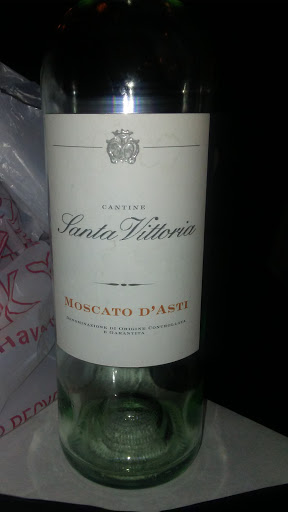 CANTINE
Santa Vittoria
MOSCATO D'ASTI
DENOMINAZIONE DI ORIGINE CONTROLLATA
E GARANTITA